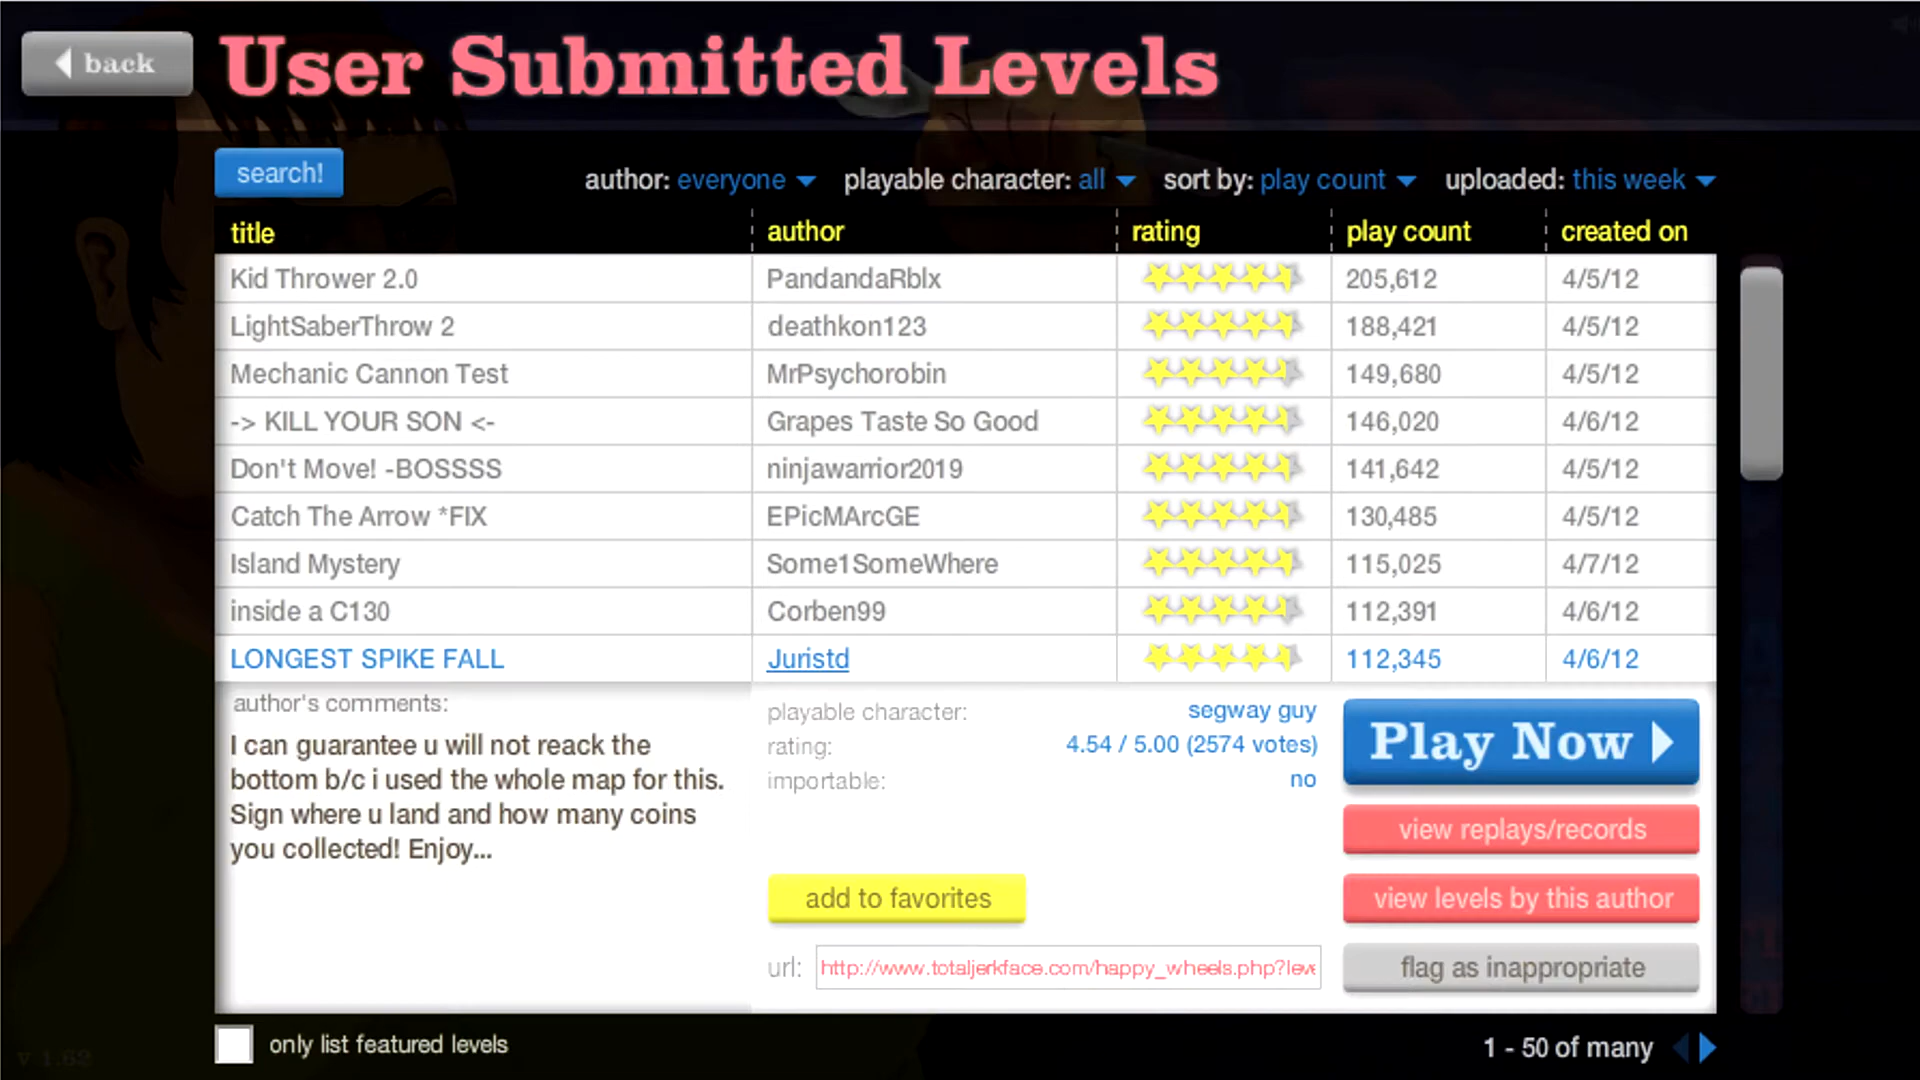 back
User Submitted Levels
search!
author: everyone playable character: all sort by: play count uploaded: this week
title author rating play count created on
Kid Thrower 2.0 PandandaRblx 205,612 4/5/12
LightSaberThrow 2 deathkon123 188,421 4/5/12
Mechanic Cannon Test MrPsychorobin 149,680 4/5/12
-> KILL YOUR SON <- Grapes Taste So Good 146,020 4/6/12
Don't Move! -BOSSSS ninjawarrior2019 141,642 4/5/12
Catch The Arrow *FIX EPicMArcGE 130,485 4/5/12
Island Mystery Some1SomeWhere 115,025 4/7/12
inside a C130 Corben99 112,391 4/6/12
LONGEST SPIKE FALL Juristd 112,345 4/6/12
author's comments:
I can guarantee u will not reack the
bottom b/c i used the whole map for this.
Sign where u land and how many coins
you collected! Enjoy...
playable character: segway guy
rating: 4.54 / 5.00 (2574 votes)
importable: no
add to favorites
url: http://www.totaljerkface.com/happy_wheels.php?leve
Play Now
view replays/records
view levels by this author
flag as inappropriate
only list featured levels
1 - 50 of many
v 1.62